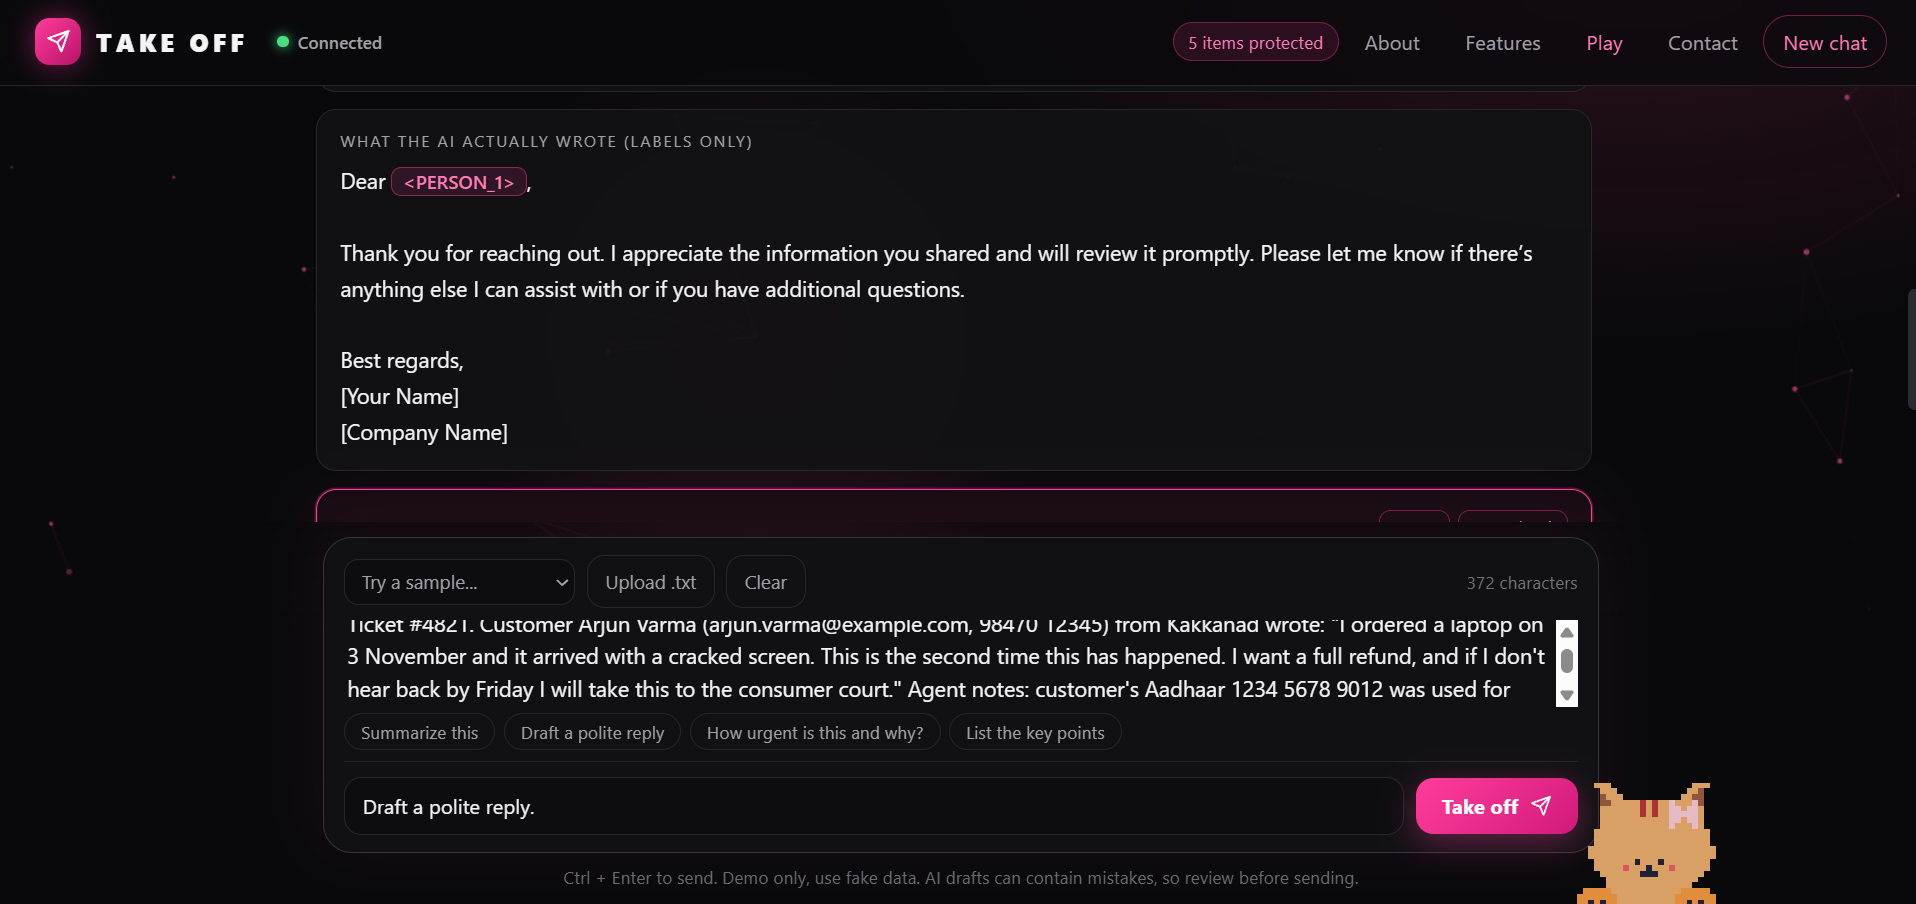 TAKE OFF
Connected
5 items protected
About
Features
Play
Contact
New chat
WHAT THE AI ACTUALLY WROTE (LABELS ONLY)
Dear <PERSON_1>,
Thank you for reaching out. I appreciate the information you shared and will review it promptly. Please let me know if there’s
anything else I can assist with or if you have additional questions.
Best regards,
[Your Name]
[Company Name]
Try a sample...
Upload .txt
Clear
372 characters
Ticket #4821. Customer Arjun Varma (arjun.varma@example.com, 98470 12345) from Kakkanad wrote: "I ordered a laptop on
3 November and it arrived with a cracked screen. This is the second time this has happened. I want a full refund, and if I don't
hear back by Friday I will take this to the consumer court." Agent notes: customer's Aadhaar 1234 5678 9012 was used for
Summarize this
Draft a polite reply
How urgent is this and why?
List the key points
Draft a polite reply.
Take off
Ctrl + Enter to send. Demo only, use fake data. AI drafts can contain mistakes, so review before sending.